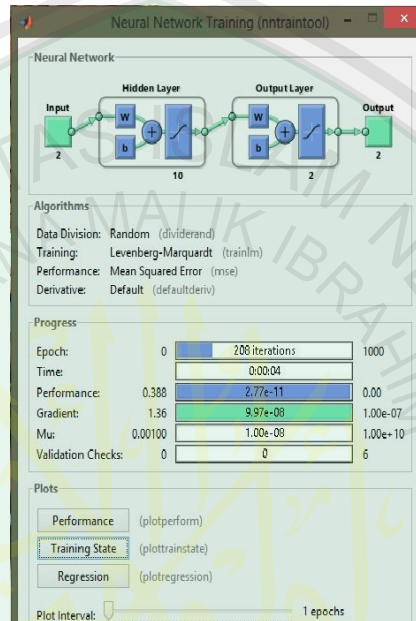 Neural Network Training (nntraintool)
Neural Network
Hidden Layer
Output Layer
Input
Output
W
b
+
W
b
+
2
10
2
2
Algorithms
Data Division: Random (dividerand)
Training: Levenberg-Marquardt (trainlm)
Performance: Mean Squared Error (mse)
Derivative: Default (defaultderiv)
Progress
Epoch: 0 208 iterations 1000
Time: 0:00:04
Performance: 0.388 2.77e-11 0.00
Gradient: 1.36 9.97e-08 1.00e-07
Mu: 0.00100 1.00e-08 1.00e+10
Validation Checks: 0 0 6
Plots
Performance (plotperform)
Training State (plottrainstate)
Regression (plotregression)
Plot Interval: 1 epochs